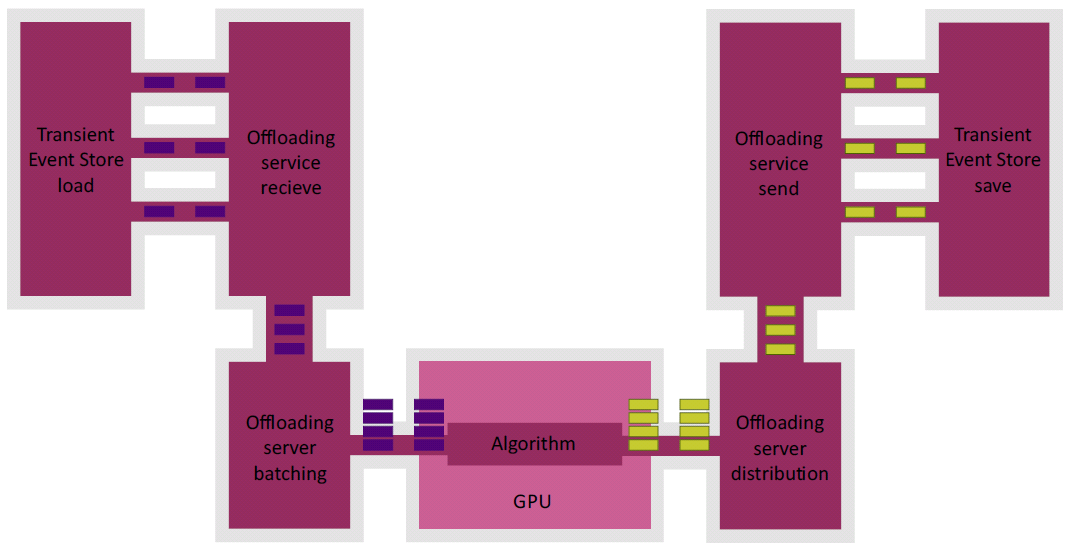 Transient
Event Store
load
Offloading
service
recieve
Offloading
server
batching
Algorithm
GPU
Offloading
server
distribution
Offloading
service
send
Transient
Event Store
save